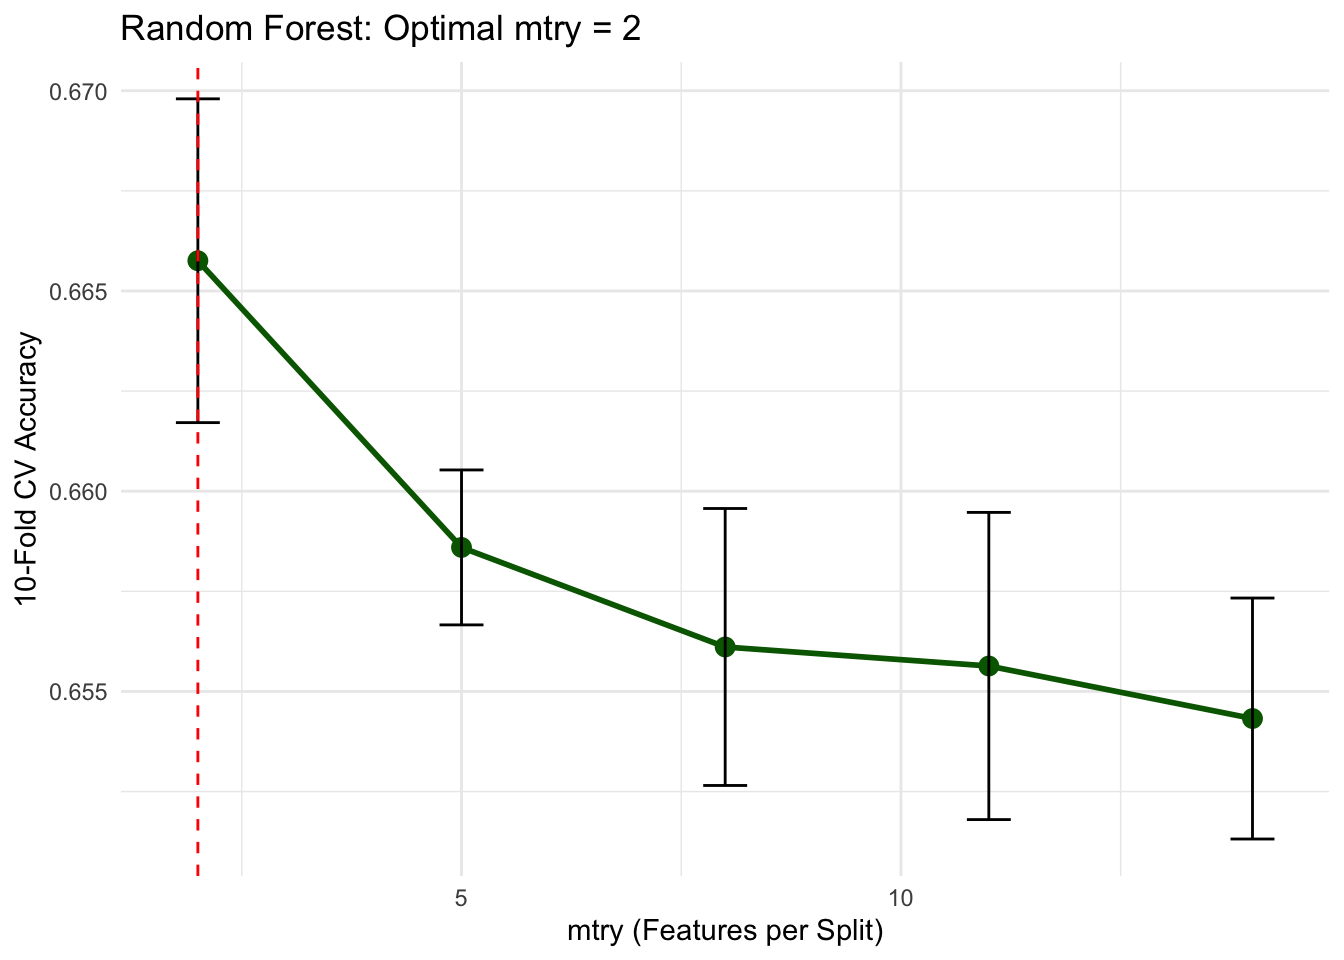 Random Forest: Optimal mtry = 2
10-Fold CV Accuracy
0.670
0.665
0.660
0.655
5
10
mtry (Features per Split)